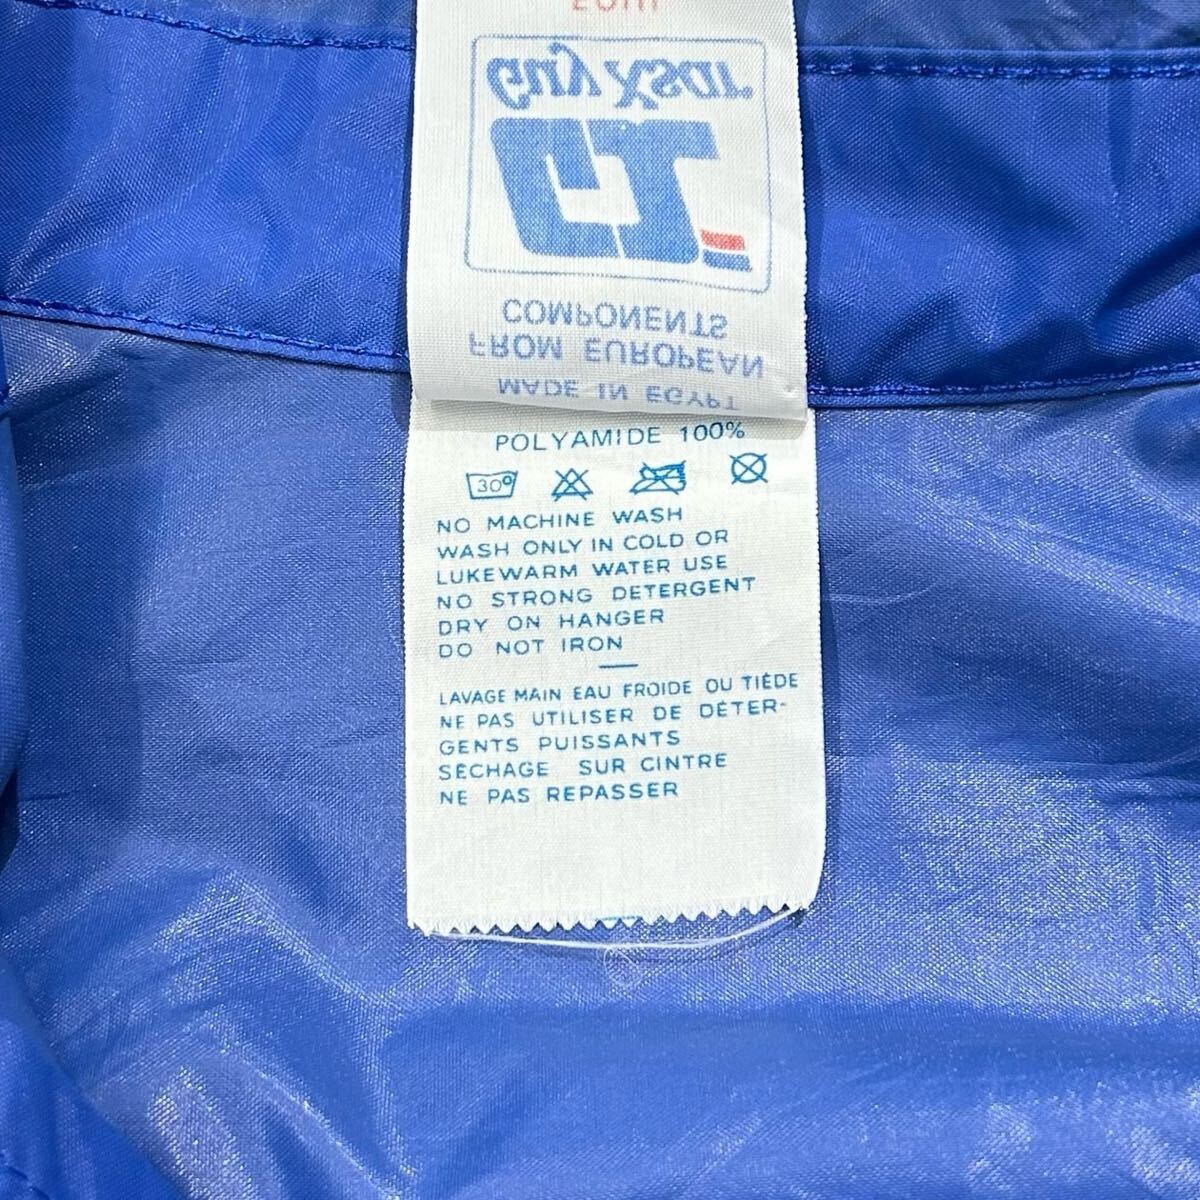 MADE IN EGYPT
FROM EUROPEAN
COMPONENTS
POLYAMIDE 100%
30°
NO MACHINE WASH
WASH ONLY IN COLD OR
LUKEWARM WATER USE
NO STRONG DETERGENT
DRY ON HANGER
DO NOT IRON
LAVAGE MAIN EAU FROIDE OU TIÈDE
NE PAS UTILISER DE DÉTER-
GENTS PUISSANTS
SECHAGE SUR CINTRE
NE PAS REPASSER